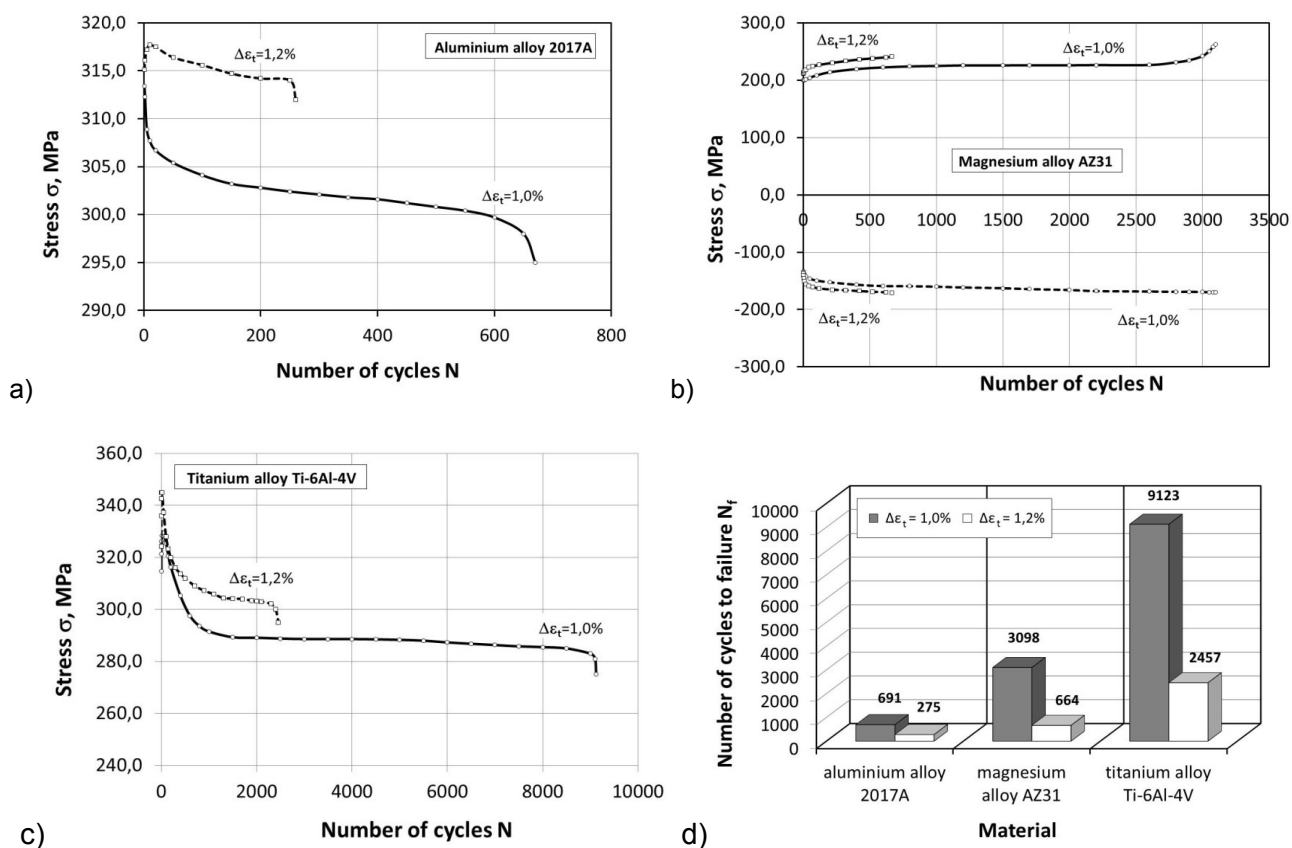 320,0
315,0
310,0
305,0
300,0
295,0
290,0
Stress σ, MPa
Δεt=1,2%
Aluminium alloy 2017A
Δεt=1,0%
0 200 400 600 800
Number of cycles N
a)
300,0
200,0
100,0
0,0
-100,0
-200,0
-300,0
Stress σ, MPa
Δεt=1,2%
Δεt=1,0%
Magnesium alloy AZ31
0 500 1000 1500 2000 2500 3000 3500
Δεt=1,2%
Δεt=1,0%
Number of cycles N
b)
360,0
340,0
320,0
300,0
280,0
260,0
240,0
Stress σ, MPa
Titanium alloy Ti-6Al-4V
Δεt=1,2%
Δεt=1,0%
0 2000 4000 6000 8000 10000
Number of cycles N
c)
Number of cycles to failure Nf
10000
9000
8000
7000
6000
5000
4000
3000
2000
1000
0
Δεt = 1,0% Δεt = 1,2%
9123
3098
2457
691 275
664
aluminium alloy
2017A
magnesium
alloy AZ31
titanium alloy
Ti-6Al-4V
Material
d)